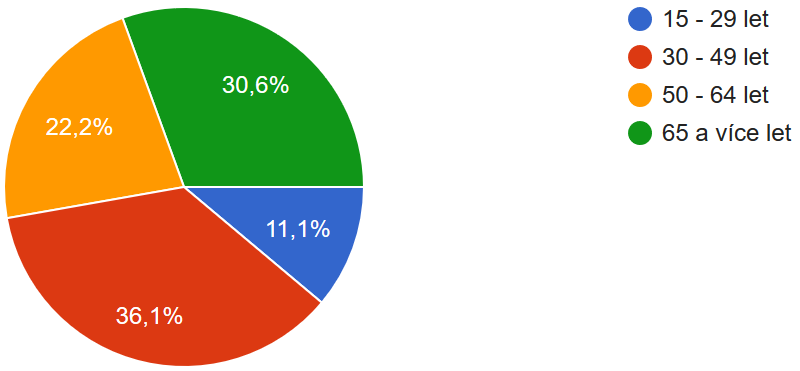 30,6%
22,2%
11,1%
36,1%
15 - 29 let
30 - 49 let
50 - 64 let
65 a více let